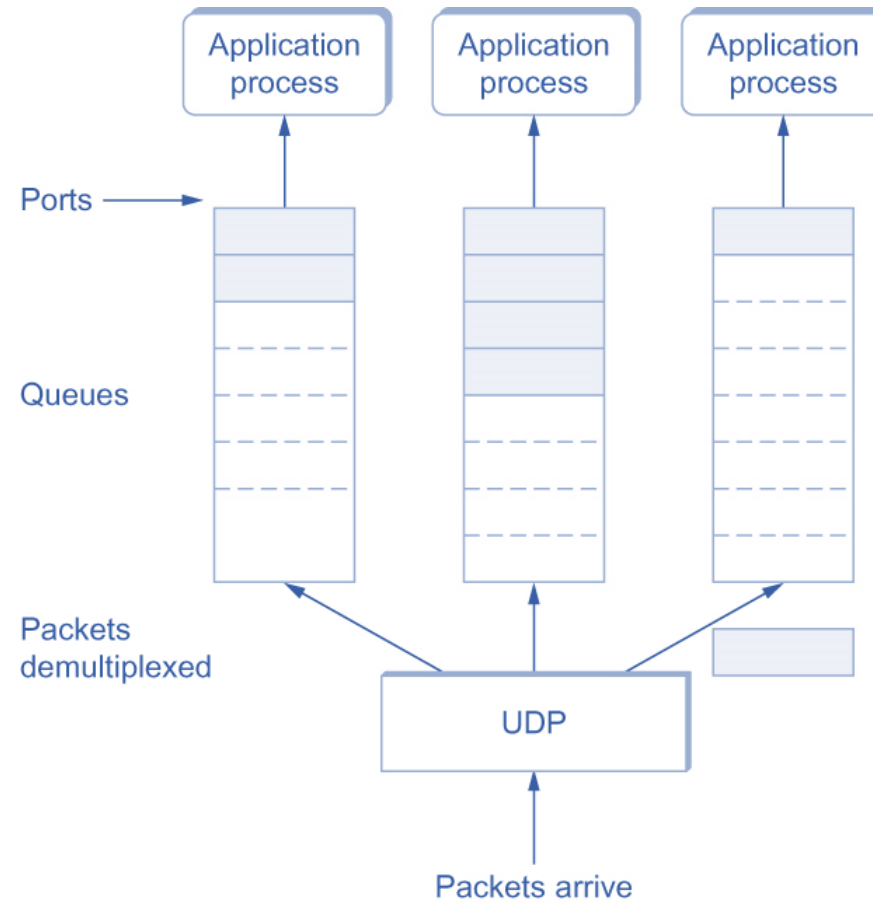 Application
process
Application
process
Application
process
Ports
Queues
Packets
demultiplexed
UDP
Packets arrive